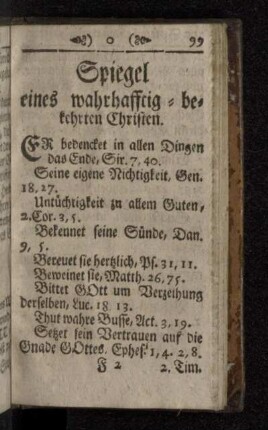 0 99
Spiegel
eines wahrhafftig = be-
kehrten Christen.
ER bedencket in allen Dingen
das Ende, Sir. 7, 40.
Seine eigene Nichtigkeit, Gen.
18, 27.
Untüchtigkeit zu allem Guten,
2. Cor. 3, 5.
Bekennet seine Sünde, Dan.
9, 5.
Bereuet sie hertzlich, Ps. 31, 11.
Beweinet sie, Matth. 26, 75.
Bittet GOtt um Verzeihung
derselben, Luc. 18 13.
Thut wahre Busse, Act. 3, 19.
Setzet sein Vertrauen auf die
Gnade GOttes, Ephes. 1, 4. 2, 8.
F 2 2. Tim.